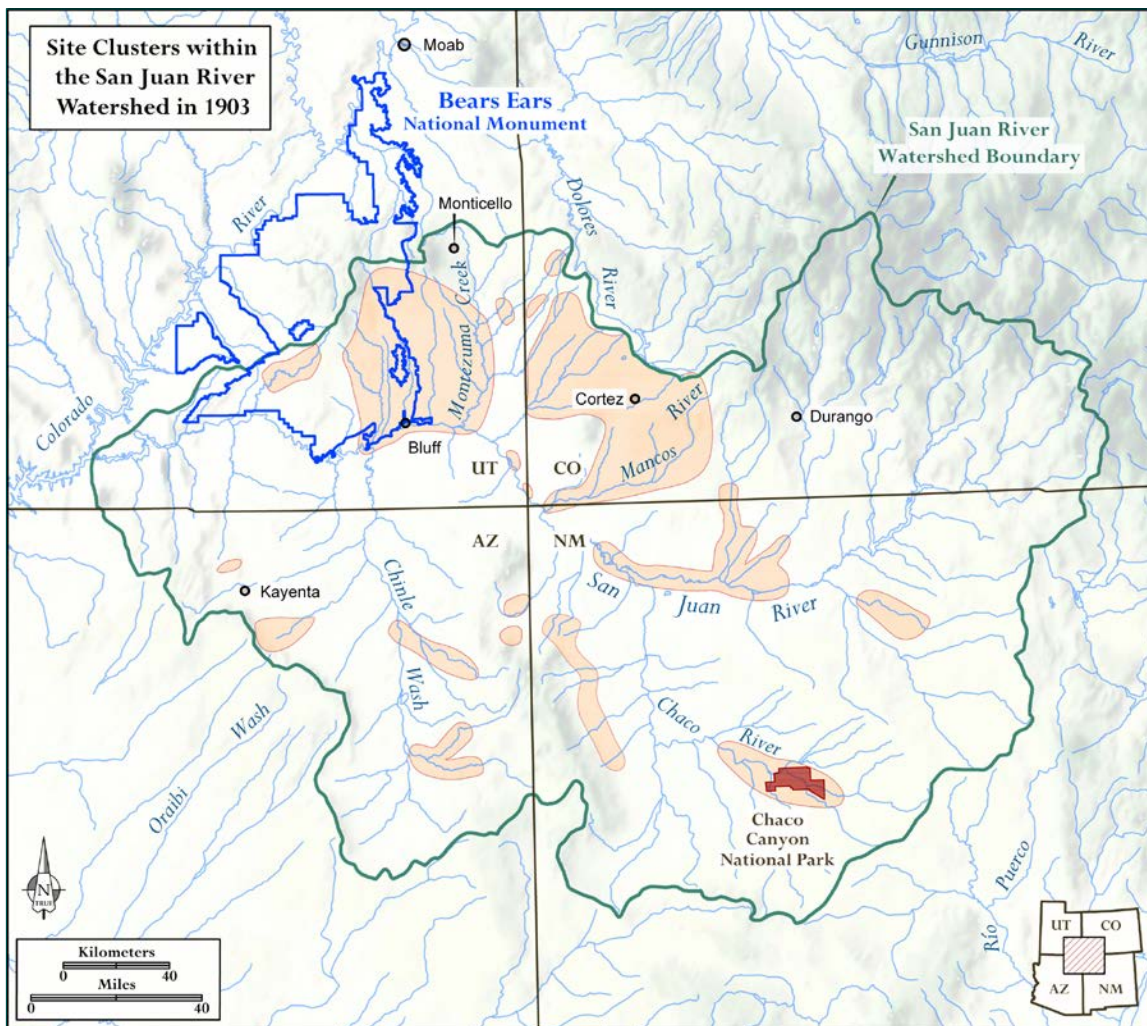 Site Clusters within
the San Juan River
Watershed in 1903
Moab
Gunnison
River
Bears Ears
National Monument
San Juan River
Watershed Boundary
Dolores
River
River
Monticello
Creek
Montezuma
Colorado
Cortez
River
Durango
Bluff
Mancos
UT
CO
AZ
NM
Kayenta
Chinle
Wash
San
Juan
River
Wash
Oraibi
Chaco
River
Chaco
Canyon
National Park
Puerco
Río
N
TRUE
Kilometers
0 40
Miles
0 40
UT CO
AZ NM